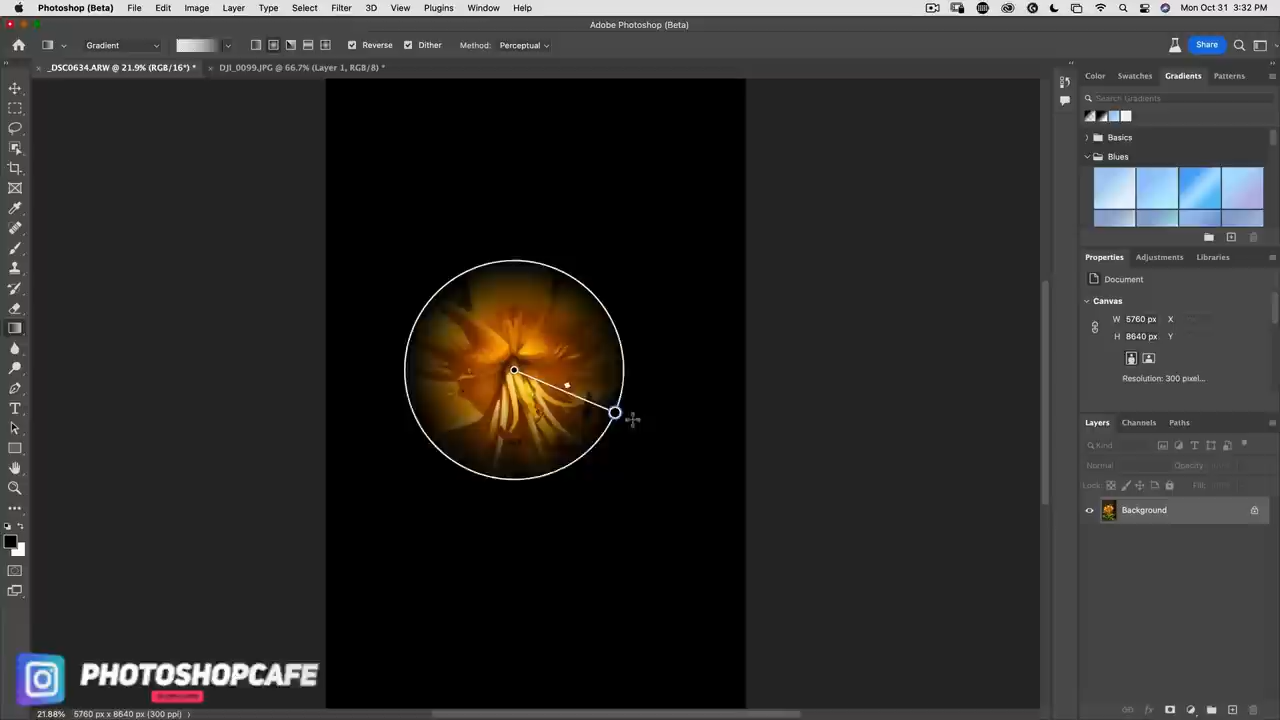 Photoshop (Beta) File Edit Image Layer Type Select Filter 3D View Plugins Window Help Mon Oct 31 3:32 PM
Adobe Photoshop (Beta)
Gradient Reverse Dither Method: Perceptual Share
_DSC0634.ARW @ 21.9% (RGB/16*) * DJI_0099.JPG @ 66.7% (Layer 1, RGB/8) *
Color Swatches Gradients Patterns
Search Gradients
Basics
Blues
Properties Adjustments Libraries
Document
Canvas
W 5760 px X
H 8640 px Y
Resolution: 300 pixel...
Layers Channels Paths
Kind
Normal Opacity
Lock: Fill:
Background
PHOTOSHOPCAFE
21.88% 5760 px x 8640 px (300 ppi)